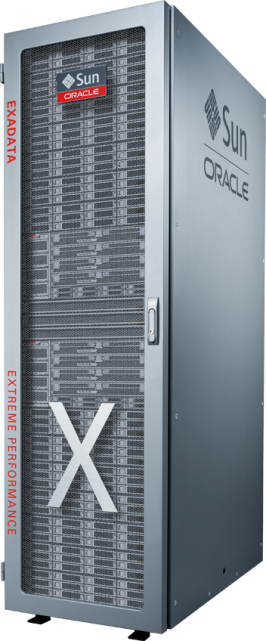 Sun
ORACLE
EXADATA
EXTREME PERFORMANCE
X
Sun
ORACLE